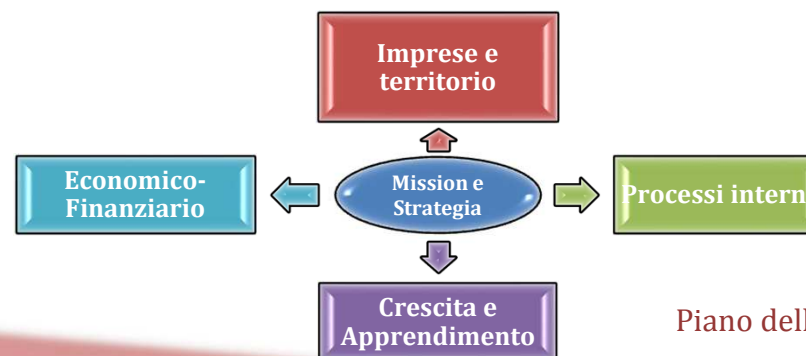 Imprese e
territorio
Economico-
Finanziario
Mission e
Strategia
Processi intern
Crescita e
Apprendimento
Piano dell